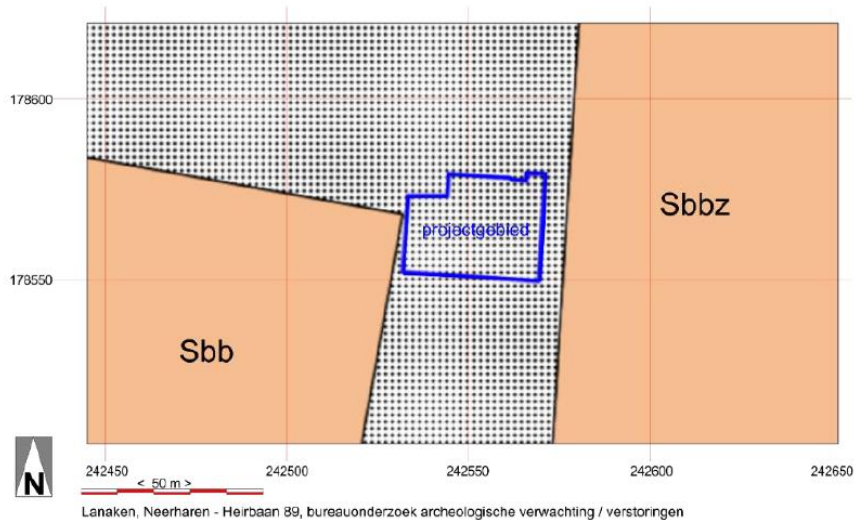 178600
Sbbz
projectgebied
178550
Sbb
N
242450
242500
242550
242600
242650
< 50 m >
Lanaken, Neerharen - Heirbaan 89, bureauonderzoek archeologische verwachting / verstoringen